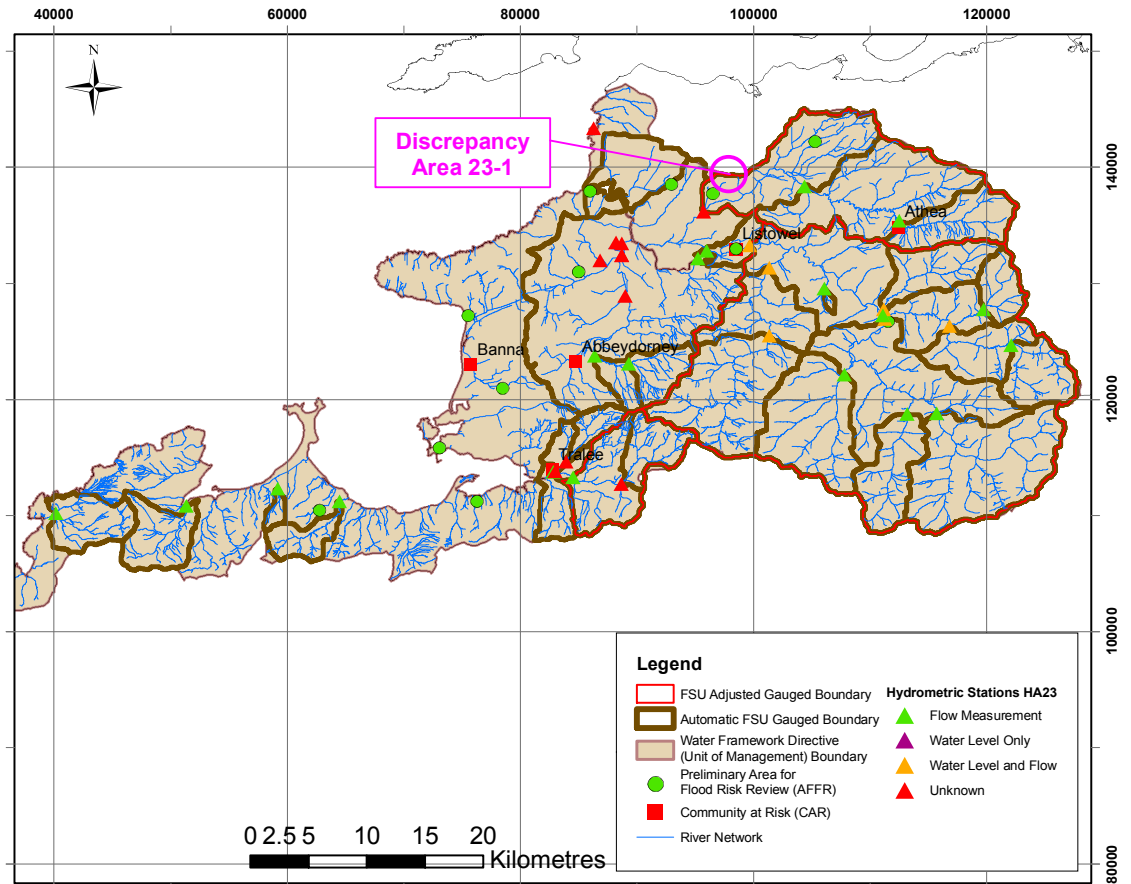 40000 60000 80000 100000 120000
N
Discrepancy
Area 23-1
140000
Athea
Listowel
Banna
Abbeydorney
120000
Tralee
100000
Legend
FSU Adjusted Gauged Boundary
Automatic FSU Gauged Boundary
Water Framework Directive
(Unit of Management) Boundary
Preliminary Area for
Flood Risk Review (AFFR)
Community at Risk (CAR)
River Network
Hydrometric Stations HA23
Flow Measurement
Water Level Only
Water Level and Flow
Unknown
0 2.5 5 10 15 20
Kilometres
80000